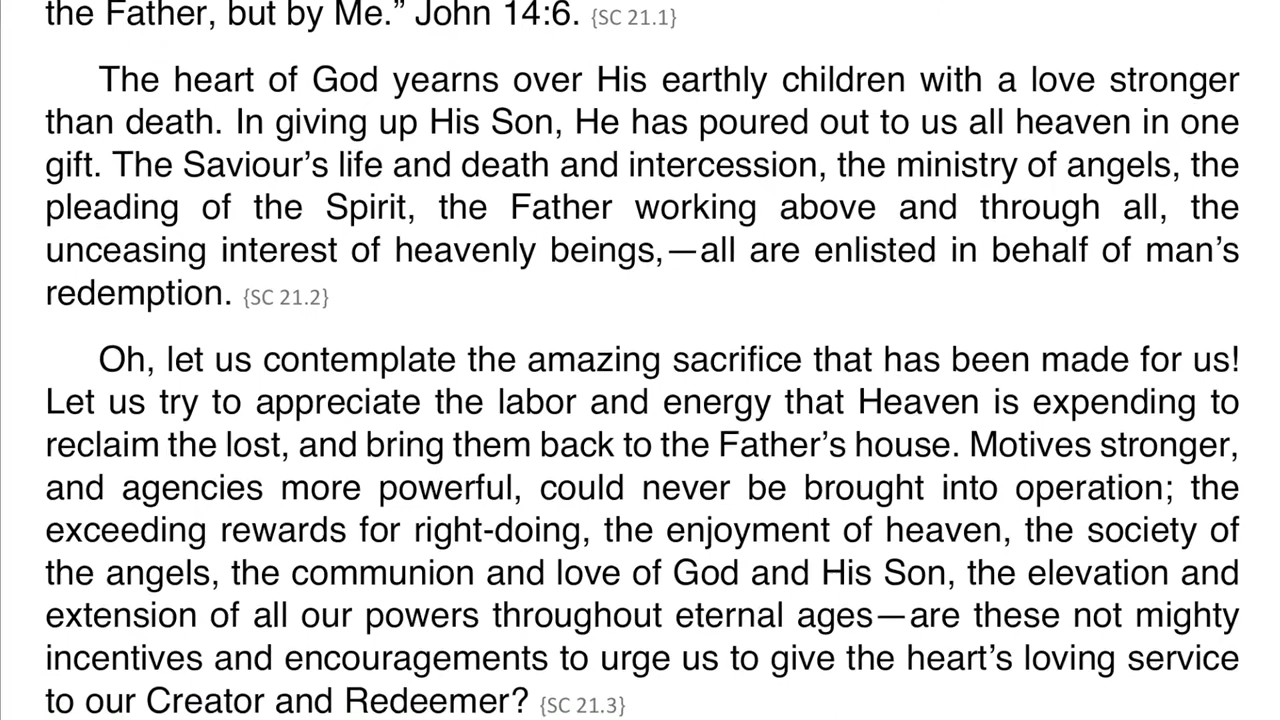 the Father, but by Me.” John 14:6. {SC 21.1}
The heart of God yearns over His earthly children with a love stronger
than death. In giving up His Son, He has poured out to us all heaven in one
gift. The Saviour’s life and death and intercession, the ministry of angels, the
pleading of the Spirit, the Father working above and through all, the
unceasing interest of heavenly beings,—all are enlisted in behalf of man’s
redemption. {SC 21.2}
Oh, let us contemplate the amazing sacrifice that has been made for us!
Let us try to appreciate the labor and energy that Heaven is expending to
reclaim the lost, and bring them back to the Father’s house. Motives stronger,
and agencies more powerful, could never be brought into operation; the
exceeding rewards for right-doing, the enjoyment of heaven, the society of
the angels, the communion and love of God and His Son, the elevation and
extension of all our powers throughout eternal ages—are these not mighty
incentives and encouragements to urge us to give the heart’s loving service
to our Creator and Redeemer? {SC 21.3}